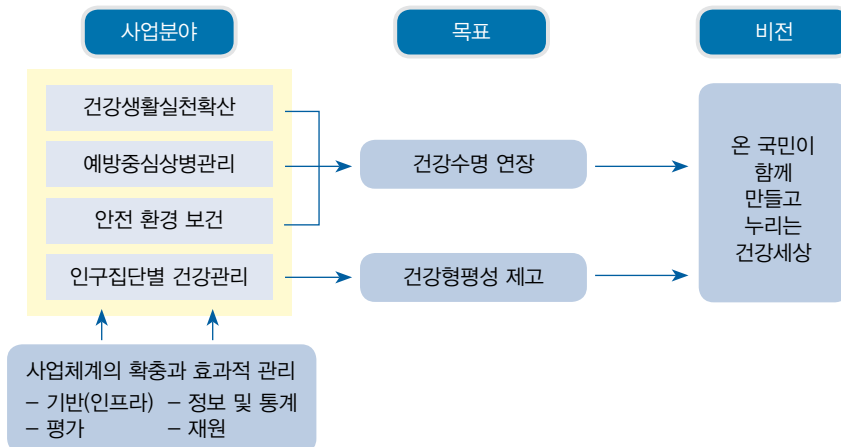 사업분야
목표
비전
건강생활실천확산
예방중심상병관리
안전 환경 보건
인구집단별 건강관리
건강수명 연장
건강형평성 제고
온 국민이
함께
만들고
누리는
건강세상
사업체계의 확충과 효과적 관리
– 기반(인프라) – 정보 및 통계
– 평가 – 재원